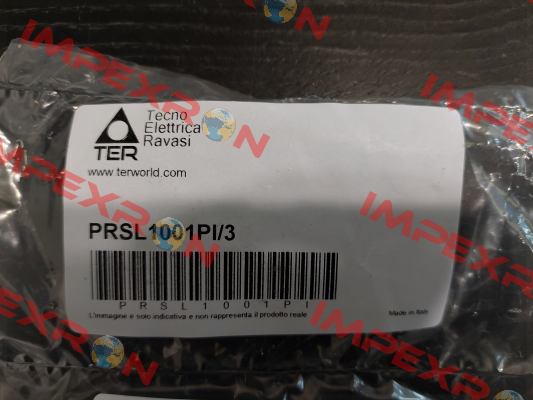 IMPEXRON
IMPEXRON
IMPEXRON
IMPEXRON
IMPEXRON
Tecno
Elettrica
Ravasi
TER
www.terworld.com
PRSL1001PI/3
PRSL1001PI
L'immagine è solo indicativa e non rappresenta il prodotto reale
Made in Italy